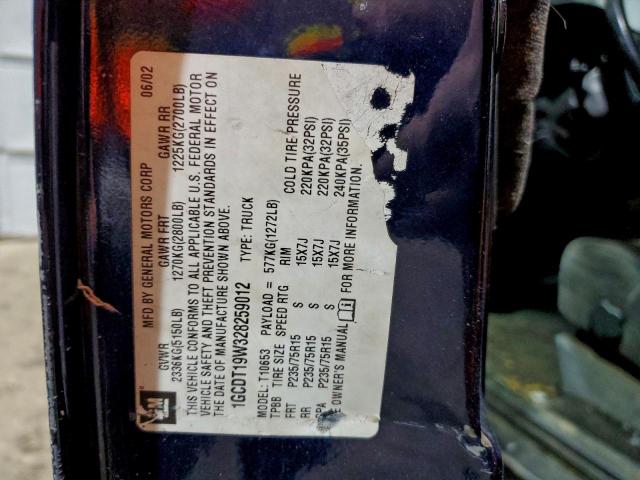 GM
MFD BY GENERAL MOTORS CORP 06/02
GVWR GAWR FRT GAWR RR
2336KG(5150LB) 1270KG(2800LB) 1225KG(2700LB)
THIS VEHICLE CONFORMS TO ALL APPLICABLE U.S. FEDERAL MOTOR
VEHICLE SAFETY AND THEFT PREVENTION STANDARDS IN EFFECT ON
THE DATE OF MANUFACTURE SHOWN ABOVE.
1GCDT19W328259012 TYPE: TRUCK
MODEL: T10653 PAYLOAD = 577KG(1272LB)
TPBB TIRE SIZE SPEED RTG RIM COLD TIRE PRESSURE
FRT P235/75R15 S 15X7J 220KPA(32PSI)
RR P235/75R15 S 15X7J 220KPA(32PSI)
SPA P235/75R15 S 15X7J 240KPA(35PSI)
OWNER'S MANUAL FOR MORE INFORMATION.